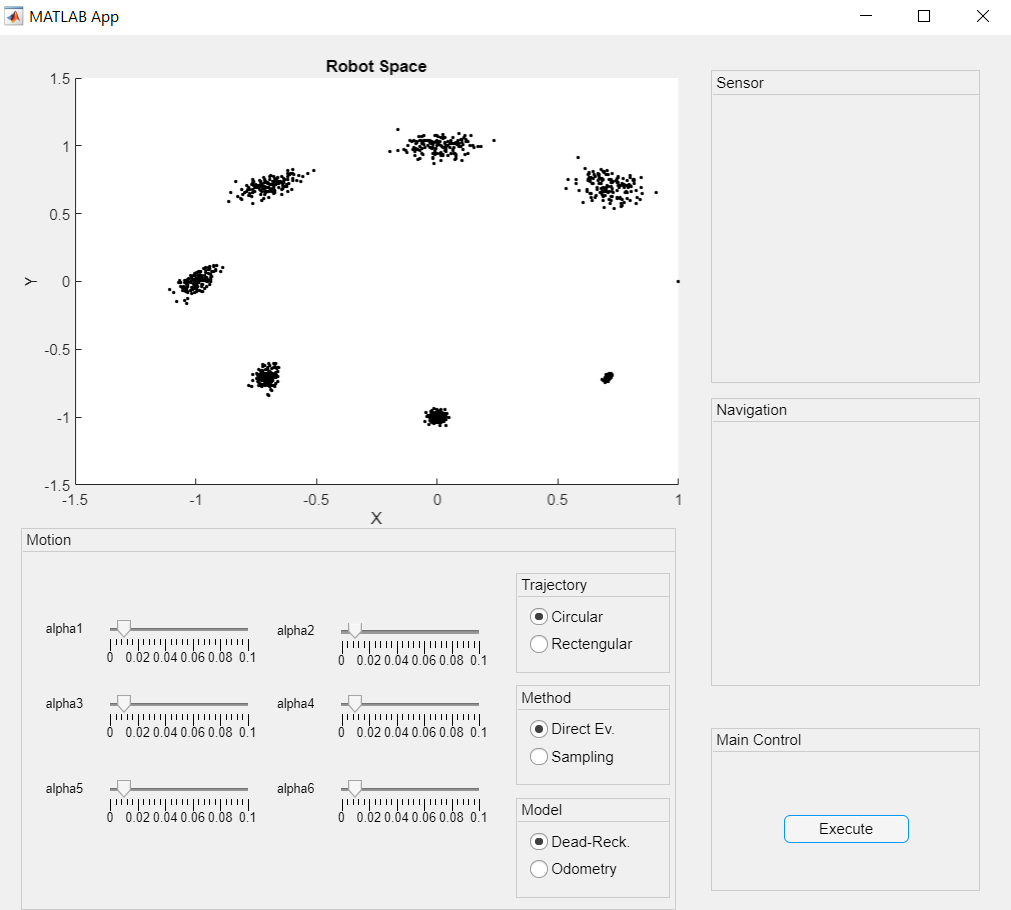 MATLAB App
Robot Space
1.5
1
0.5
0
-0.5
-1
-1.5
Y
-1.5 -1 -0.5 0 0.5 1
X
Sensor
Navigation
Motion
alpha1
0 0.02 0.04 0.06 0.08 0.1
alpha2
0 0.02 0.04 0.06 0.08 0.1
alpha3
0 0.02 0.04 0.06 0.08 0.1
alpha4
0 0.02 0.04 0.06 0.08 0.1
alpha5
0 0.02 0.04 0.06 0.08 0.1
alpha6
0 0.02 0.04 0.06 0.08 0.1
Trajectory
Circular
Rectengular
Method
Direct Ev.
Sampling
Model
Dead-Reck.
Odometry
Main Control
Execute